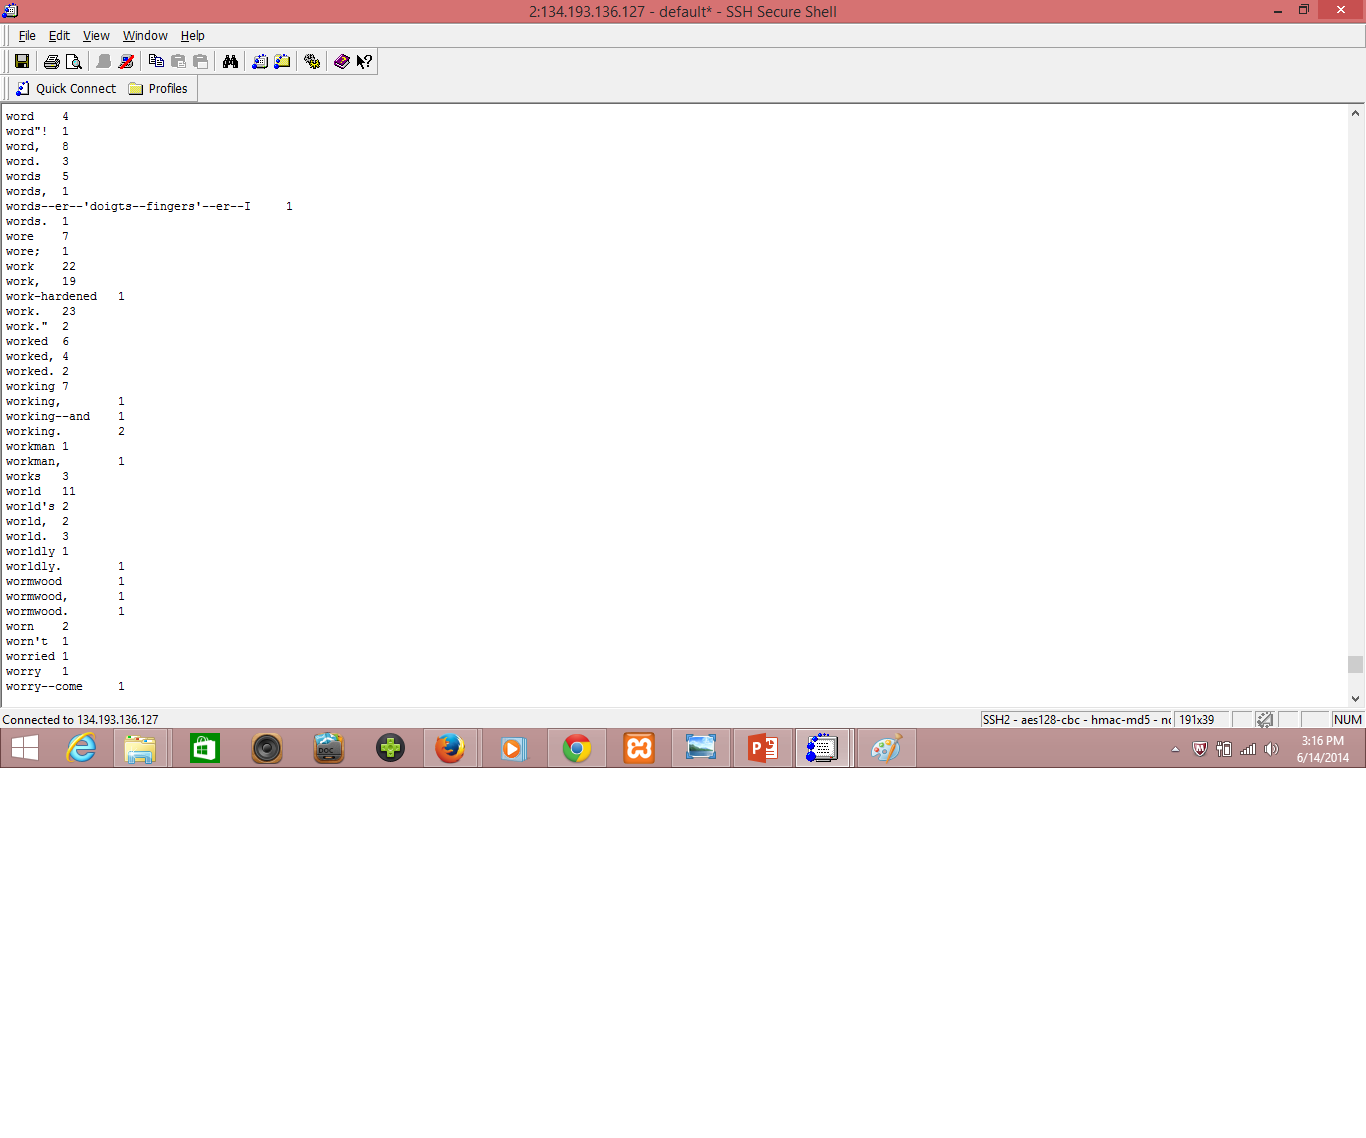 2:134.193.136.127 - default* - SSH Secure Shell
File Edit View Window Help
Quick Connect Profiles
word 4
word"! 1
word, 8
word. 3
words 5
words, 1
words--er--'doigts--fingers'--er--I 1
words. 1
wore 7
wore; 1
work 22
work, 19
work-hardened 1
work. 23
work." 2
worked 6
worked, 4
worked. 2
working 7
working, 1
working--and 1
working. 2
workman 1
workman, 1
works 3
world 11
world's 2
world, 2
world. 3
worldly 1
worldly. 1
wormwood 1
wormwood, 1
wormwood. 1
worn 2
worn't 1
worried 1
worry 1
worry--come 1
Connected to 134.193.136.127 SSH2 - aes128-cbc - hmac-md5 - nc 191x39 NUM
DOC
3:16 PM
6/14/2014